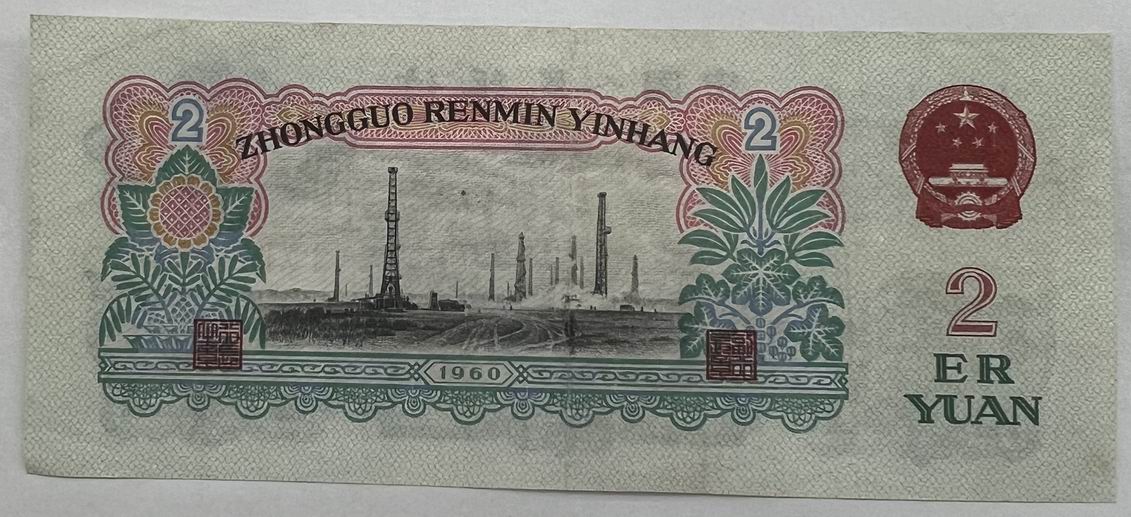 2
ZHONGGUO RENMIN YINHANG
2
1960
2
ER
YUAN